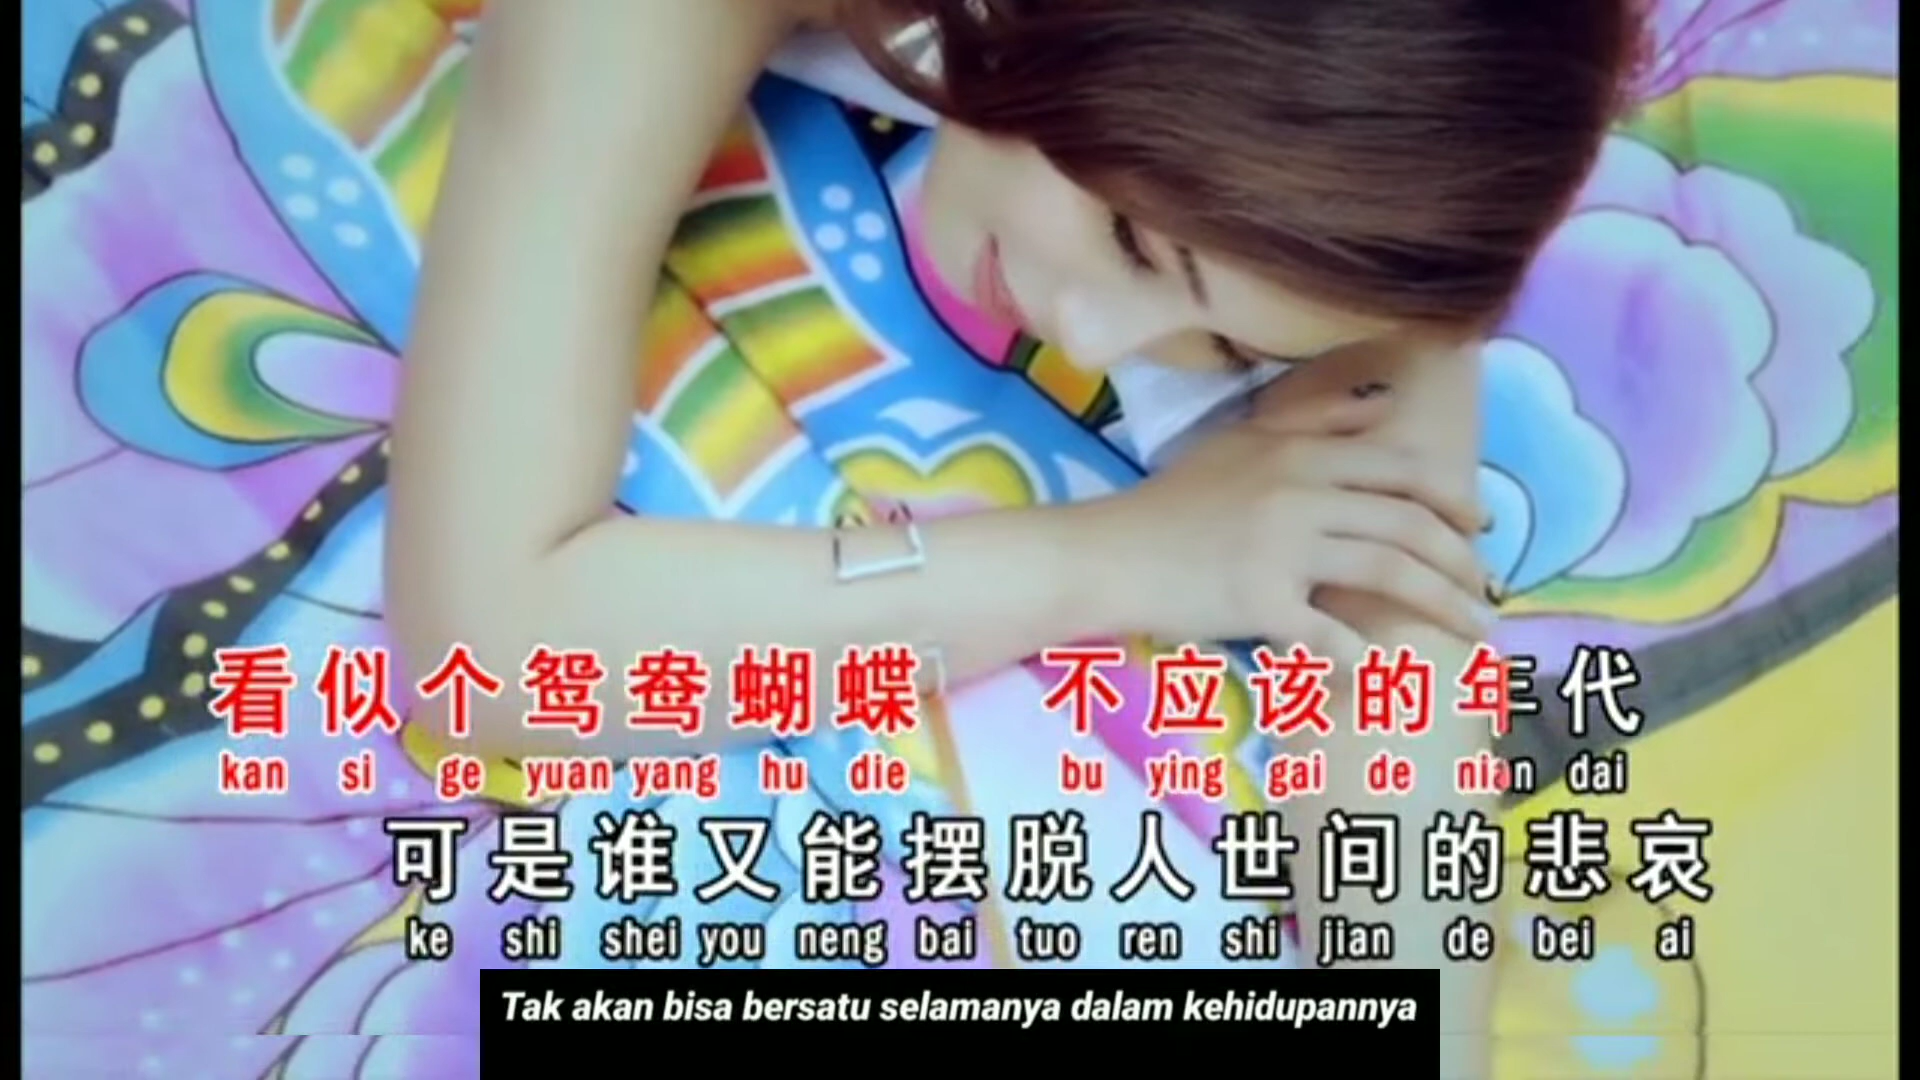 看似个鸳鸯蝴蝶 不应该的年代
kan si ge yuan yang hu die bu ying gai de nian dai
可是谁又能摆脱人世间的悲哀
ke shi shei you neng bai tuo ren shi jian de bei ai
Tak akan bisa bersatu selamanya dalam kehidupannya